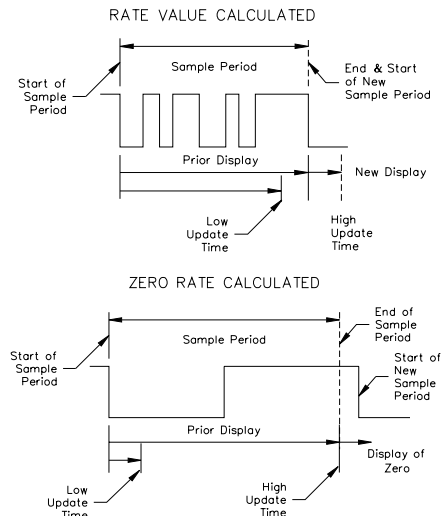 RATE VALUE CALCULATED
Sample Period
Start of
Sample
Period
End & Start
of New
Sample Period
Prior Display
New Display
Low
Update
Time
High
Update
Time
ZERO RATE CALCULATED
End of
Sample
Period
Sample Period
Start of
Sample
Period
Start of
New
Sample
Period
Prior Display
Display of
Zero
Low
Update
Time
High
Update
Time